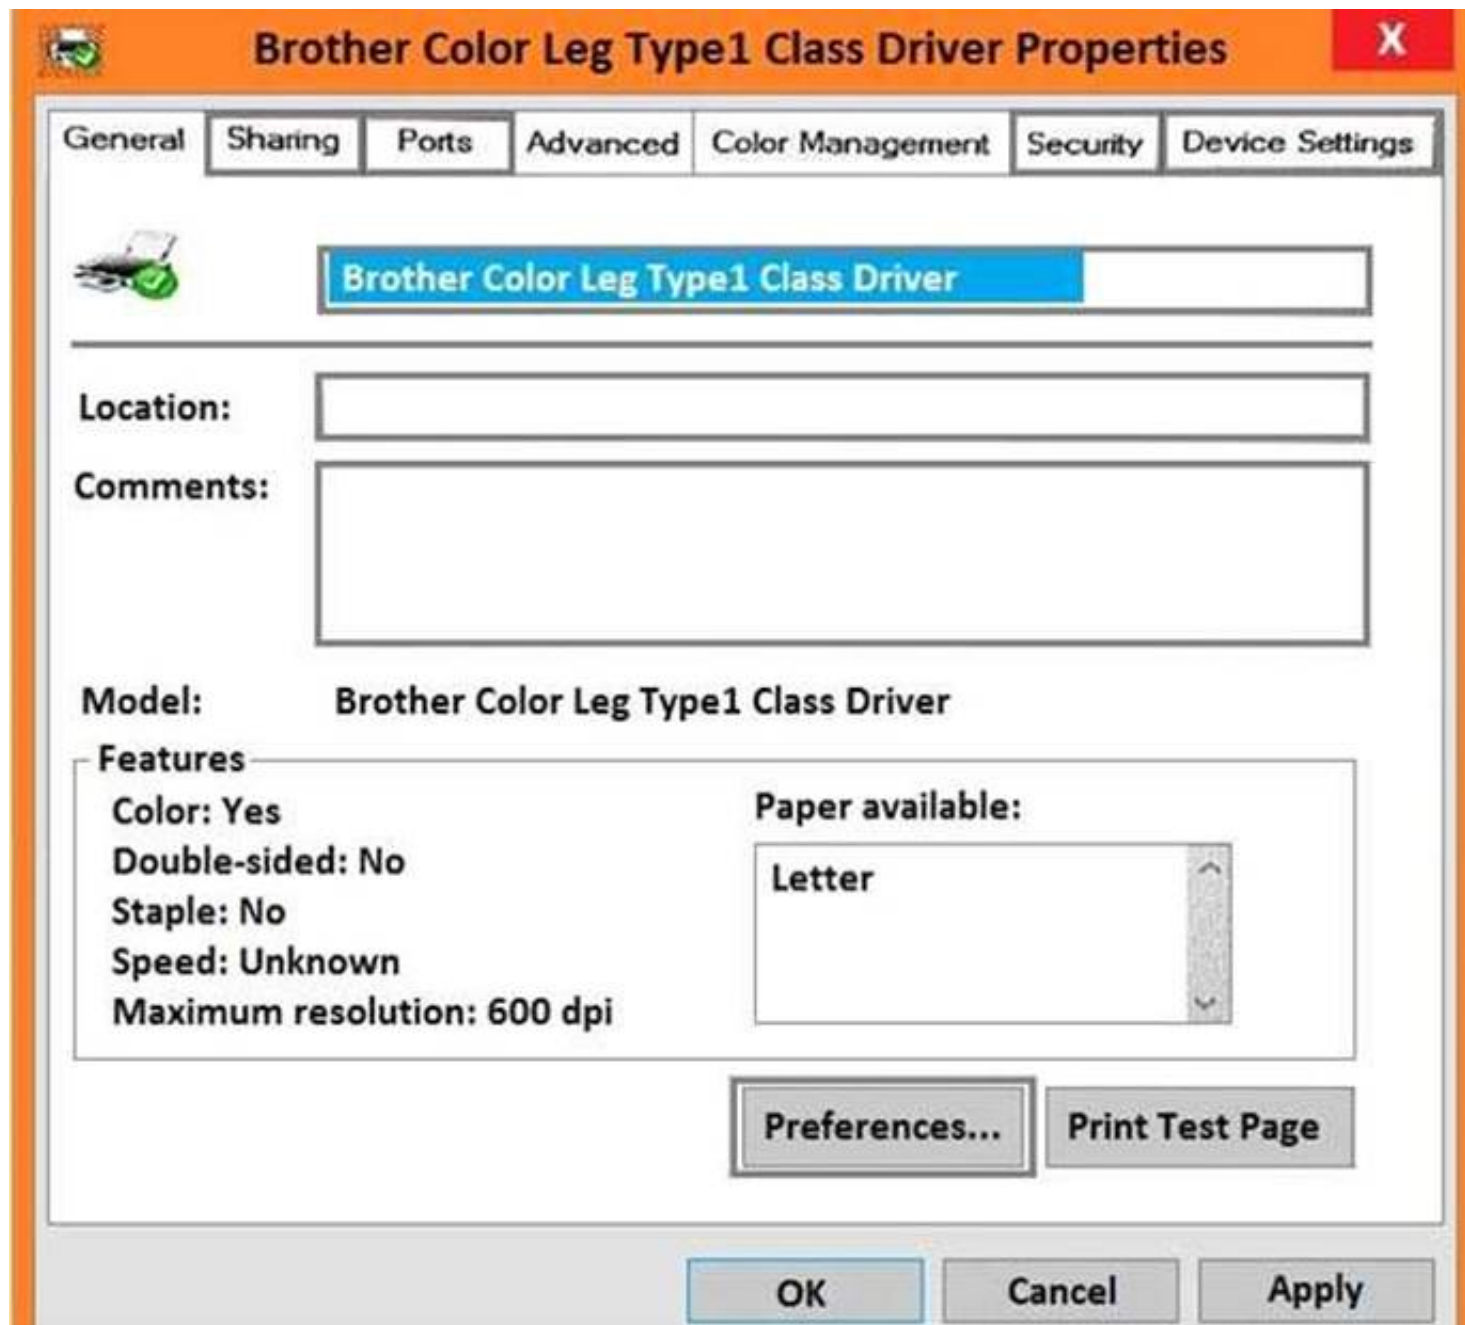 Brother Color Leg Type1 Class Driver Properties X
General Sharing Ports Advanced Color Management Security Device Settings
Brother Color Leg Type1 Class Driver
Location:
Comments:
Model: Brother Color Leg Type1 Class Driver
Features
Color: Yes
Double-sided: No
Staple: No
Speed: Unknown
Maximum resolution: 600 dpi
Paper available:
Letter
Preferences... Print Test Page
OK Cancel Apply